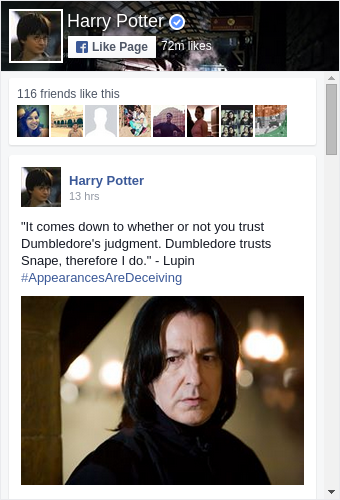 Harry Potter
Like Page
72m likes
116 friends like this
Harry Potter
13 hrs
"It comes down to whether or not you trust
Dumbledore's judgment. Dumbledore trusts
Snape, therefore I do." - Lupin
#AppearancesAreDeceiving